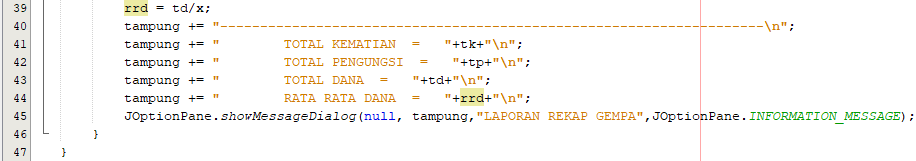 39 rrd = td/x;
40 tampung += "--------------------------------------------------------------------\n";
41 tampung += "        TOTAL KEMATIAN  =   "+tk+"\n";
42 tampung += "        TOTAL PENGUNGSI  =   "+tp+"\n";
43 tampung += "        TOTAL DANA  =   "+td+"\n";
44 tampung += "        RATA RATA DANA  =   "+rrd+"\n";
45 JOptionPane.showMessageDialog(null, tampung,"LAPORAN REKAP GEMPA",JOptionPane.INFORMATION_MESSAGE);
46 }
47 }